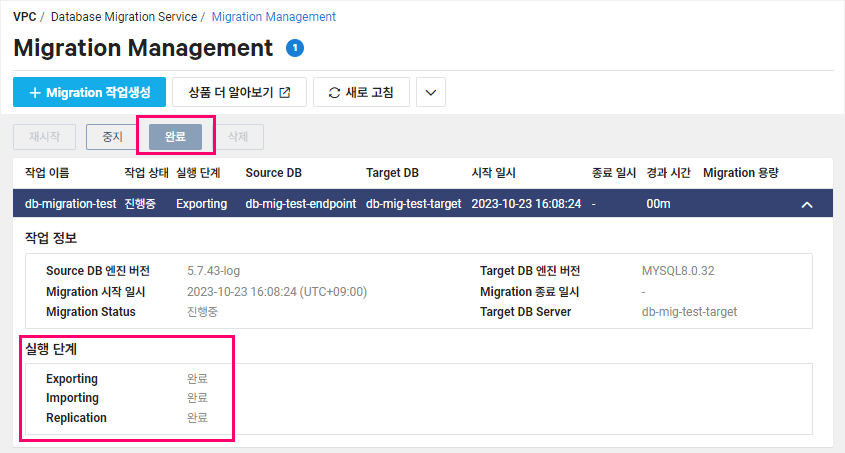 VPC / Database Migration Service / Migration Management
Migration Management 1
+ Migration 작업생성 상품 더 알아보기 새로 고침
재시작 중지 완료 삭제
작업 이름 작업 상태 실행 단계 Source DB Target DB 시작 일시 종료 일시 경과 시간 Migration 용량
db-migration-test 진행중 Exporting db-mig-test-endpoint db-mig-test-target 2023-10-23 16:08:24 - 00m
작업 정보
Source DB 엔진 버전 5.7.43-log Target DB 엔진 버전 MYSQL8.0.32
Migration 시작 일시 2023-10-23 16:08:24 (UTC+09:00) Migration 종료 일시 -
Migration Status 진행중 Target DB Server db-mig-test-target
실행 단계
Exporting 완료
Importing 완료
Replication 완료